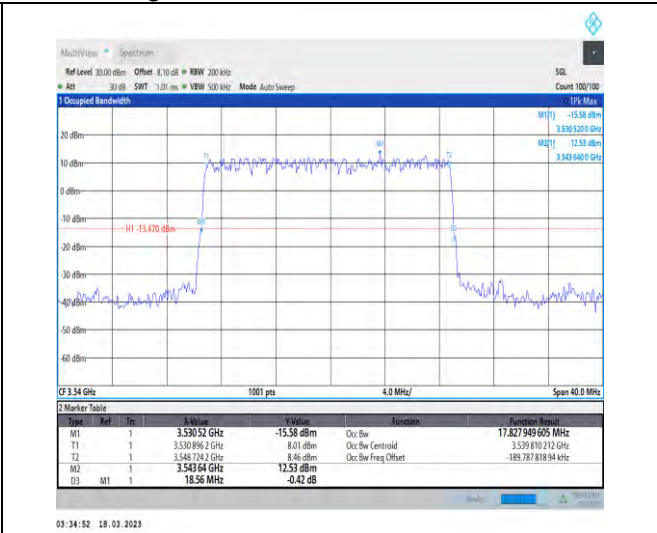 MultiView Spectrum
Ref Level 30.00 dBm Offset 8.10 dB RBW 200 kHz SGL
Att 30 dB SWT 1.01 ms VBW 500 kHz Mode Auto Sweep Count 100/100
1 Occupied Bandwidth 1Pk Max
M1[1] -15.58 dBm
3.530 520 0 GHz
M2[1] 12.53 dBm
3.543 640 0 GHz
20 dBm
M2
T1 T2
10 dBm
0 dBm
-10 dBm
H1 -13.470 dBm
D3
-20 dBm
-30 dBm
-40 dBm
-50 dBm
-60 dBm
CF 3.54 GHz 1001 pts 4.0 MHz/ Span 40.0 MHz
2 Marker Table
Type Ref Trc X-Value Y-Value Function Function Result
M1 1 3.530 52 GHz -15.58 dBm Occ Bw 17.827 949 605 MHz
T1 1 3.530 896 2 GHz 8.01 dBm Occ Bw Centroid 3.539 810 212 GHz
T2 1 3.548 724 2 GHz 8.46 dBm Occ Bw Freq Offset -189.787 818 94 kHz
M2 1 3.543 64 GHz 12.53 dBm
D3 M1 1 18.56 MHz -0.42 dB
03:34:52 18.03.2023